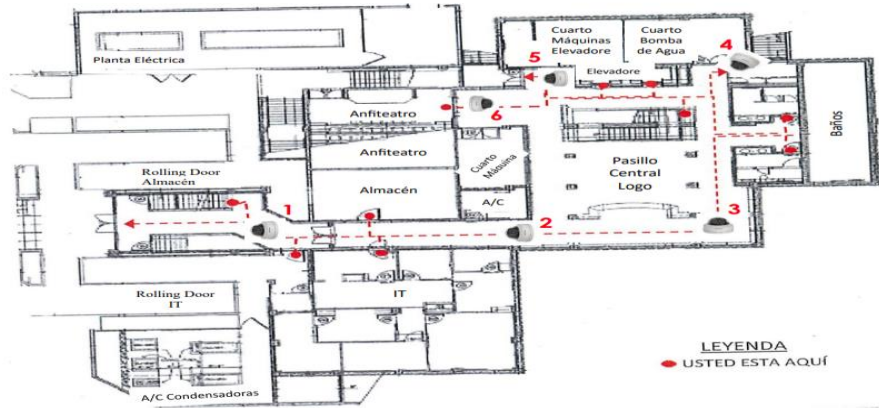 Planta Eléctrica
Cuarto
Máquinas
Elevadore
Cuarto
Bomba
de Agua
4
5
Elevadore
6
Anfiteatro
Anfiteatro
Cuarto Máquina
Baños
Rolling Door
Almacén
Almacén
Pasillo
Central
Logo
A/C
1
2
3
Rolling Door
IT
IT
A/C Condensadoras
LEYENDA
USTED ESTA AQUÍ